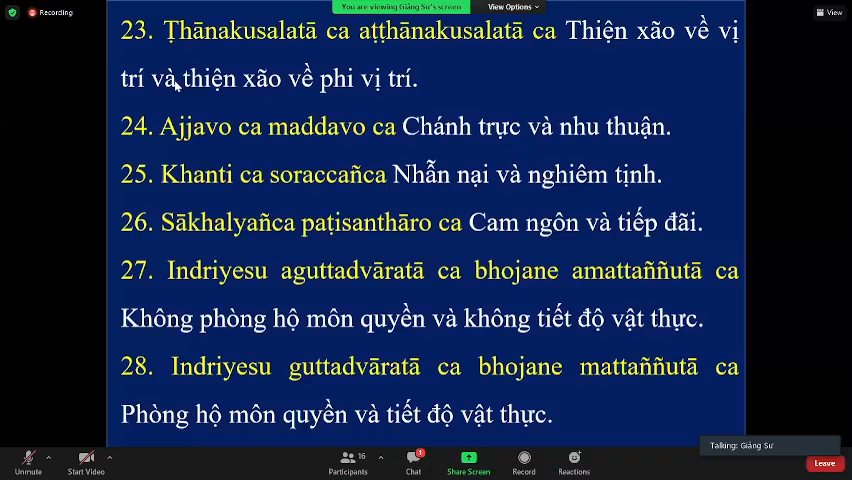 Recording
You are viewing Giảng Sư's screen
View Options
View
23. Ṭhānakusalatā ca aṭṭhānakusalatā ca Thiện xão về vị
trí và thiện xão về phi vị trí.
24. Ajjavo ca maddavo ca Chánh trực và nhu thuận.
25. Khanti ca soraccañca Nhẫn nại và nghiêm tịnh.
26. Sākhalyañca paṭisanthāro ca Cam ngôn và tiếp đãi.
27. Indriyesu aguttadvāratā ca bhojane amattaññutā ca
Không phòng hộ môn quyền và không tiết độ vật thực.
28. Indriyesu guttadvāratā ca bhojane mattaññutā ca
Phòng hộ môn quyền và tiết độ vật thực.
Talking: Giảng Sư
16
1
Unmute
Start Video
Participants
Chat
Share Screen
Record
Reactions
Leave